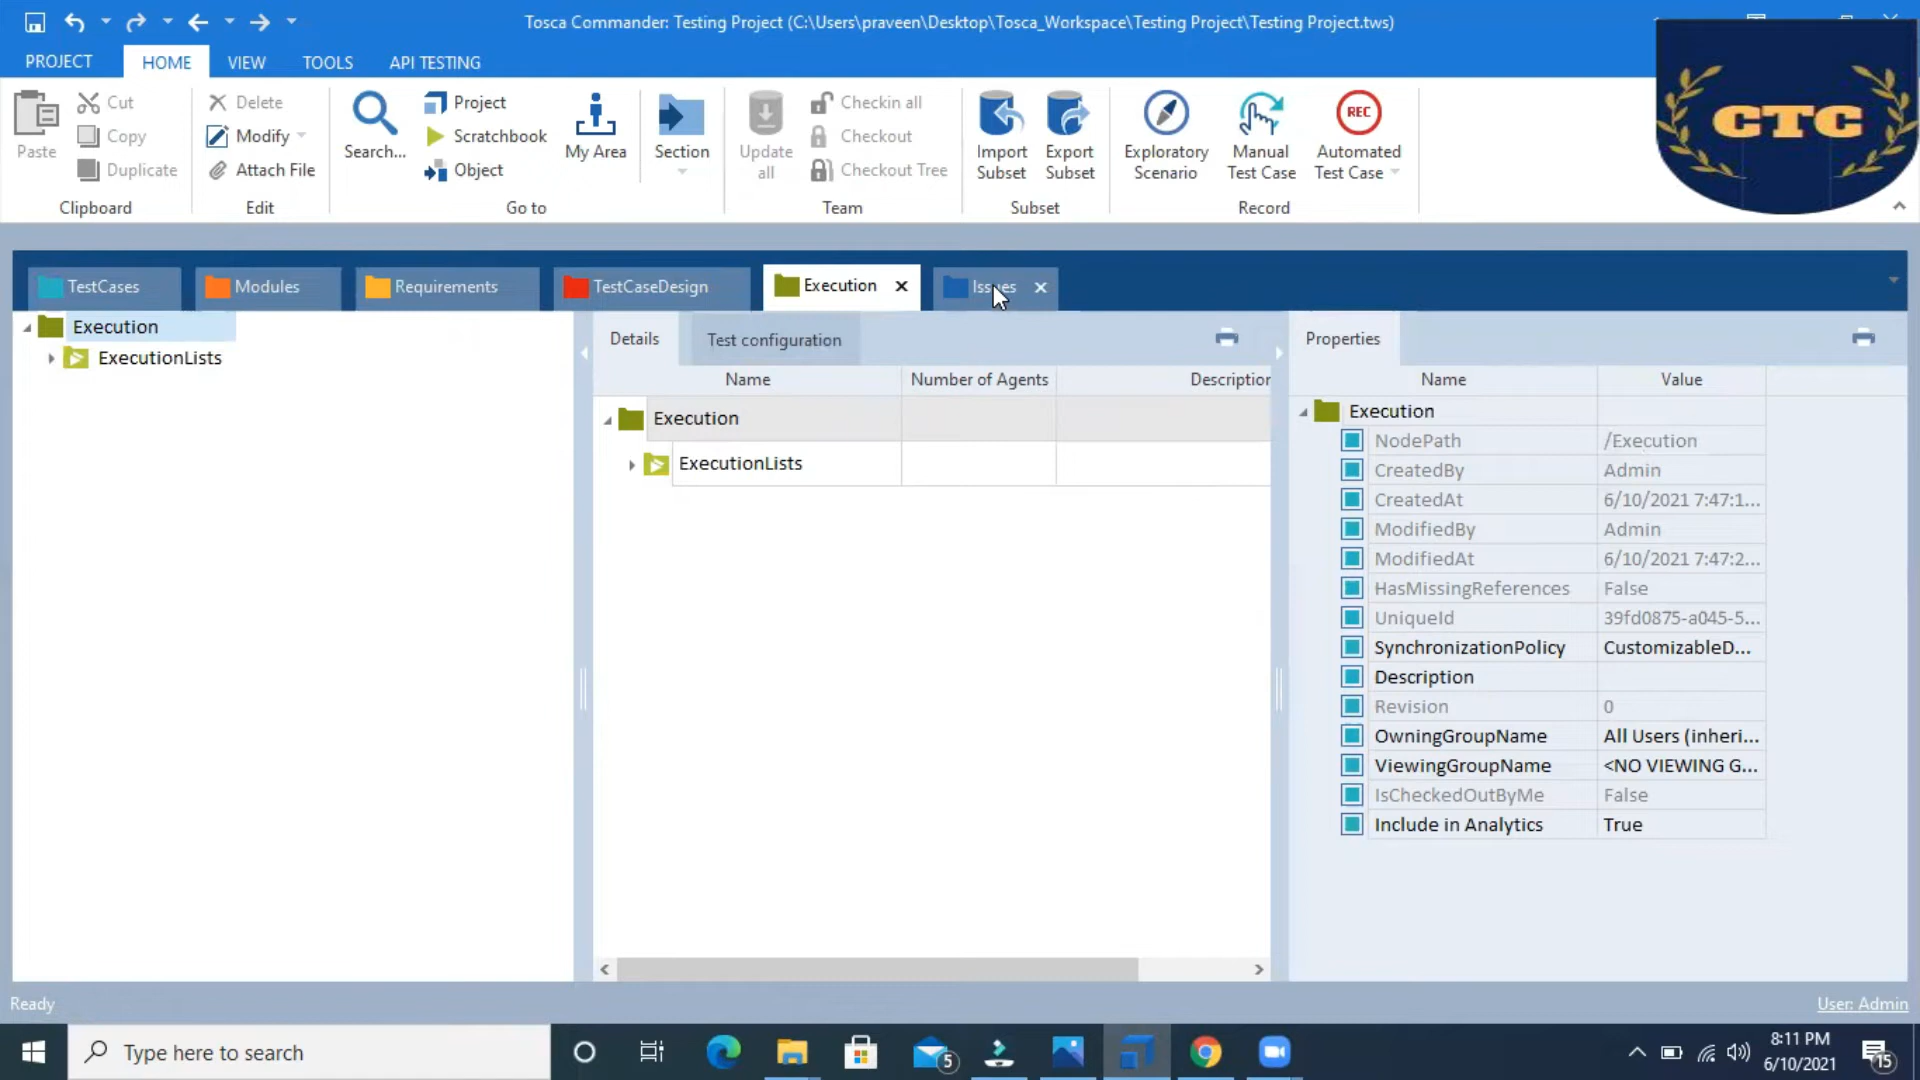 Tosca Commander: Testing Project (C:\Users\praveen\Desktop\Tosca_Workspace\Testing Project\Testing Project.tws)
PROJECT HOME VIEW TOOLS API TESTING
Paste
Cut
Copy
Duplicate
Clipboard
Delete
Modify
Attach File
Edit
Search...
Project
Scratchbook
Object
My Area
Section
Go to
Update all
Checkin all
Checkout
Checkout Tree
Team
Import Subset
Export Subset
Subset
Exploratory Scenario
Manual Test Case
REC
Automated Test Case
Record
CTC
TestCases Modules Requirements TestCaseDesign Execution Issues
Execution
ExecutionLists
Details Test configuration
Name Number of Agents Description
Execution
ExecutionLists
Properties
Name Value
Execution
NodePath /Execution
CreatedBy Admin
CreatedAt 6/10/2021 7:47:1...
ModifiedBy Admin
ModifiedAt 6/10/2021 7:47:2...
HasMissingReferences False
UniqueId 39fd0875-a045-5...
SynchronizationPolicy CustomizableD...
Description
Revision 0
OwningGroupName All Users (inheri...
ViewingGroupName <NO VIEWING G...
IsCheckedOutByMe False
Include in Analytics True
Ready
User: Admin
Type here to search
5
8:11 PM
6/10/2021
15